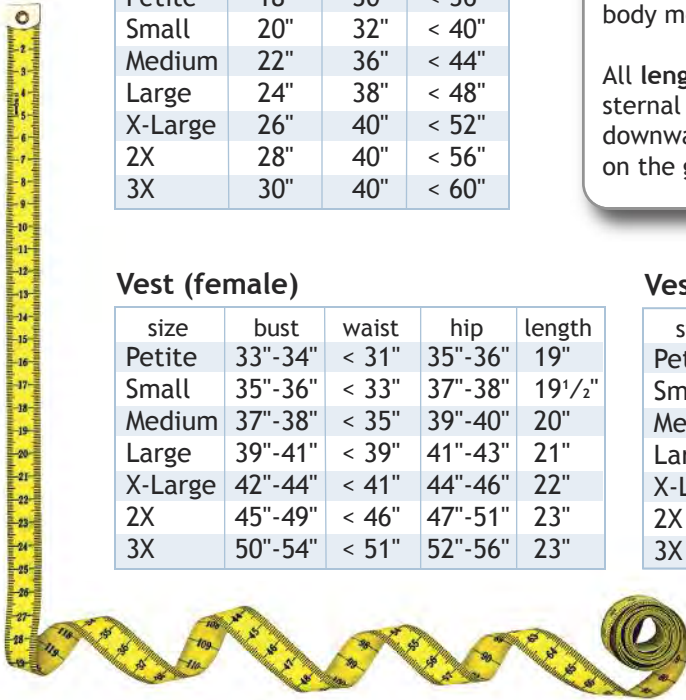 Small 20" 32" < 40"
Medium 22" 36" < 44"
Large 24" 38" < 48"
X-Large 26" 40" < 52"
2X 28" 40" < 56"
3X 30" 40" < 60"
body m
All leng
sternal
downwa
on the g
Vest (female)
size bust waist hip length
Petite 33"-34" < 31" 35"-36" 19"
Small 35"-36" < 33" 37"-38" 19¹/₂"
Medium 37"-38" < 35" 39"-40" 20"
Large 39"-41" < 39" 41"-43" 21"
X-Large 42"-44" < 41" 44"-46" 22"
2X 45"-49" < 46" 47"-51" 23"
3X 50"-54" < 51" 52"-56" 23"
Ves
s
Pet
Sm
Me
Lar
X-L
2X
3X